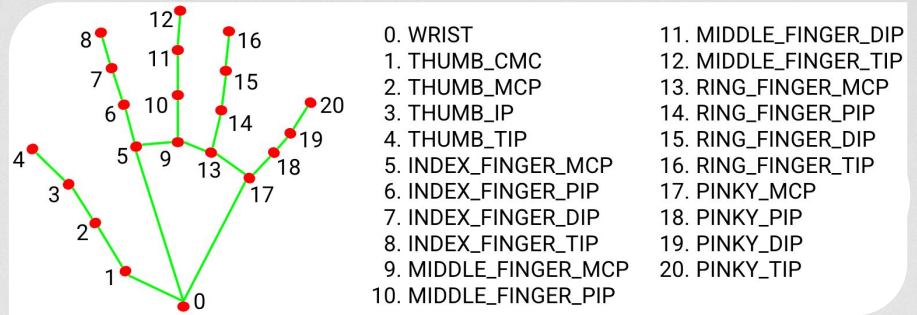 12
8
16
11
7
15
10
6
20
14
19
4
5
9
13
18
3
17
2
1
0
0. WRIST
1. THUMB_CMC
2. THUMB_MCP
3. THUMB_IP
4. THUMB_TIP
5. INDEX_FINGER_MCP
6. INDEX_FINGER_PIP
7. INDEX_FINGER_DIP
8. INDEX_FINGER_TIP
9. MIDDLE_FINGER_MCP
10. MIDDLE_FINGER_PIP
11. MIDDLE_FINGER_DIP
12. MIDDLE_FINGER_TIP
13. RING_FINGER_MCP
14. RING_FINGER_PIP
15. RING_FINGER_DIP
16. RING_FINGER_TIP
17. PINKY_MCP
18. PINKY_PIP
19. PINKY_DIP
20. PINKY_TIP